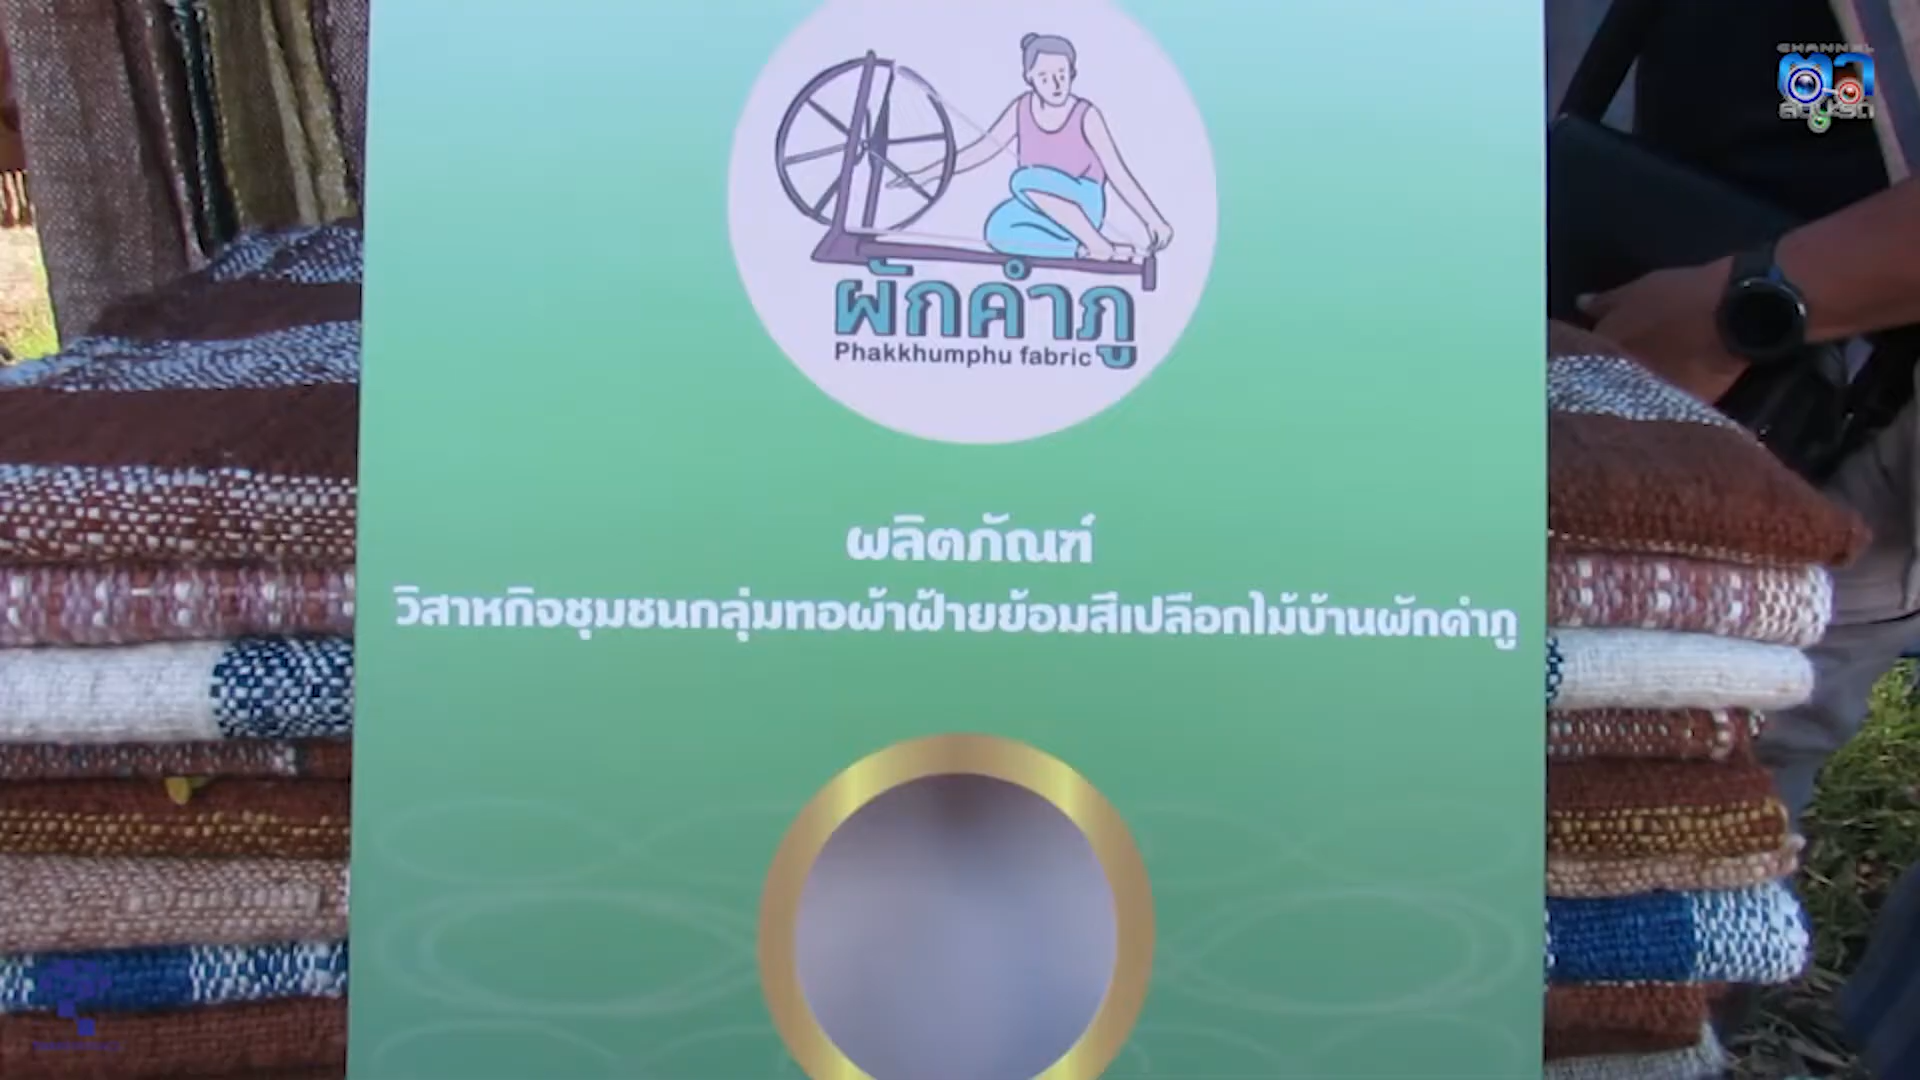 CHANNEL
ผักคำภู
Phakkhumphu fabric
ผลิตภัณฑ์
วิสาหกิจชุมชนกลุ่มทอผ้าฝ้ายย้อมสีเปลือกไม้บ้านผักคำภู